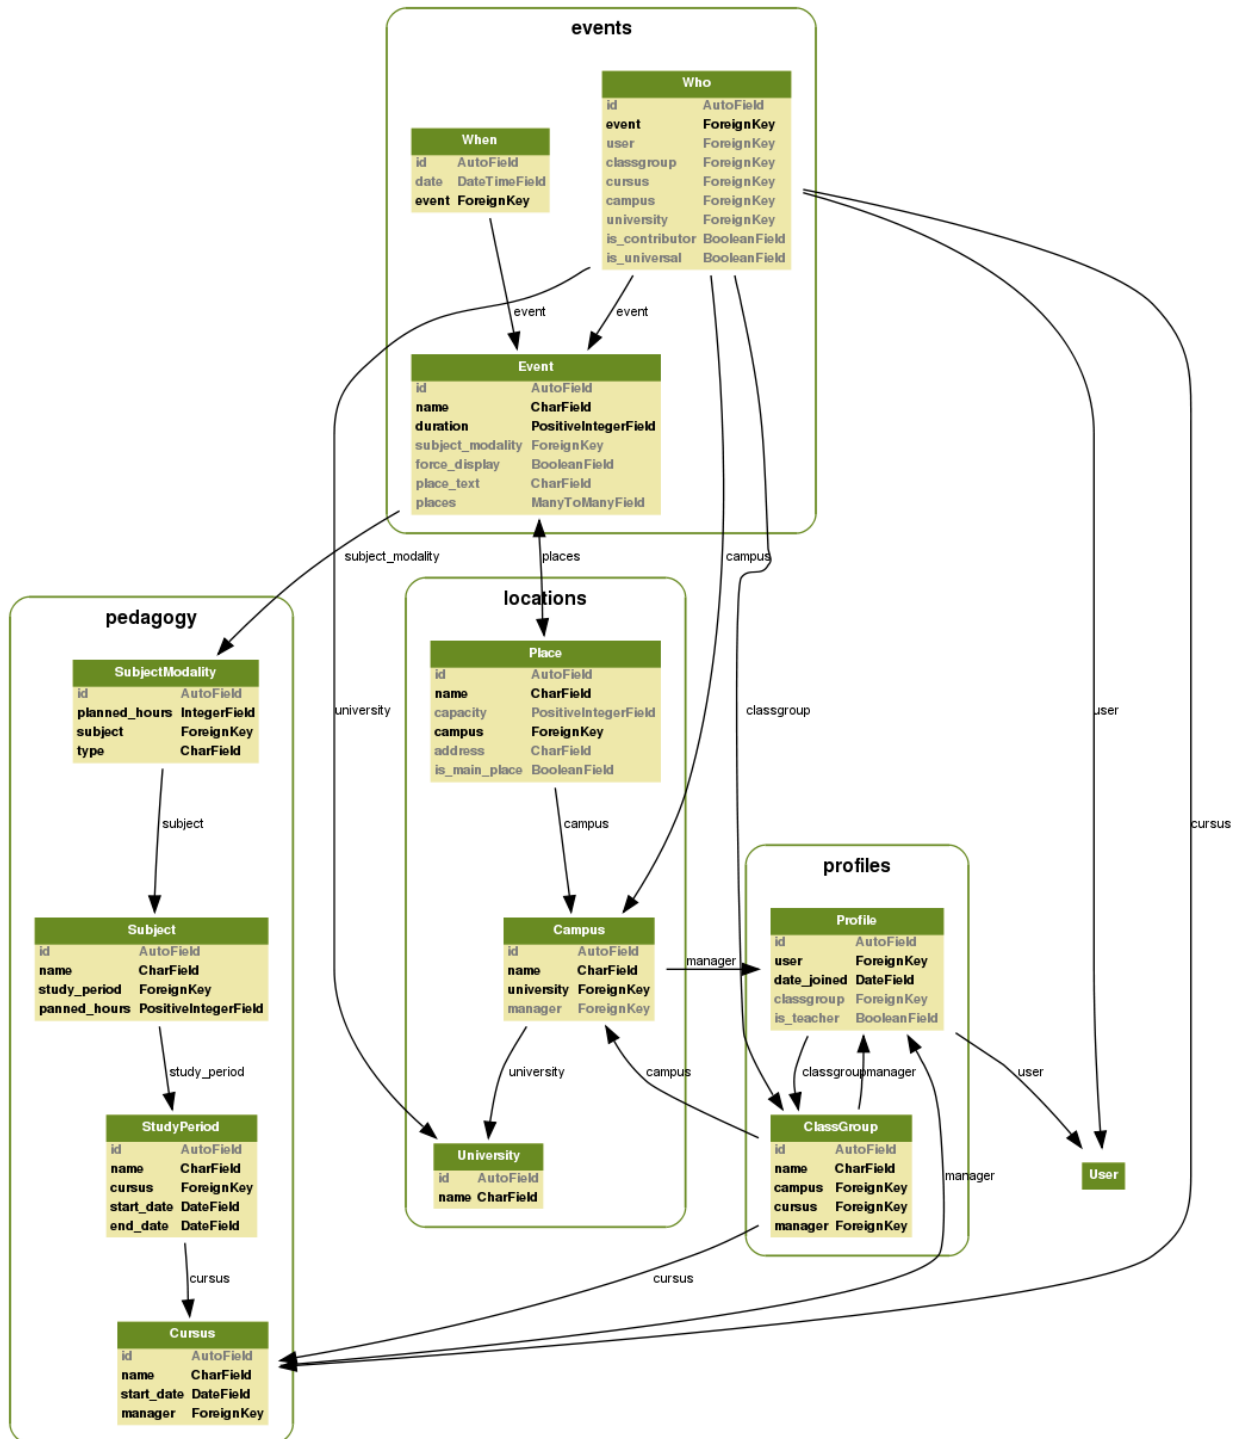 events
Who
id AutoField
event ForeignKey
user ForeignKey
classgroup ForeignKey
cursus ForeignKey
campus ForeignKey
university ForeignKey
is_contributor BooleanField
is_universal BooleanField
When
id AutoField
date DateTimeField
event ForeignKey
event
event
Event
id AutoField
name CharField
duration PositiveIntegerField
subject_modality ForeignKey
force_display BooleanField
place_text CharField
places ManyToManyField
subject_modality
places
campus
locations
pedagogy
Place
id AutoField
name CharField
capacity PositiveIntegerField
campus ForeignKey
address CharField
is_main_place BooleanField
SubjectModality
id AutoField
planned_hours IntegerField
subject ForeignKey
type CharField
university
classgroup
user
subject
campus
cursus
profiles
Subject
id AutoField
name CharField
study_period ForeignKey
panned_hours PositiveIntegerField
Campus
id AutoField
name CharField
university ForeignKey
manager ForeignKey
manager
Profile
id AutoField
user ForeignKey
date_joined DateField
classgroup ForeignKey
is_teacher BooleanField
study_period
university
campus
classgroup
manager
user
StudyPeriod
id AutoField
name CharField
cursus ForeignKey
start_date DateField
end_date DateField
University
id AutoField
name CharField
ClassGroup
id AutoField
name CharField
campus ForeignKey
cursus ForeignKey
manager ForeignKey
manager
User
cursus
cursus
Cursus
id AutoField
name CharField
start_date DateField
manager ForeignKey